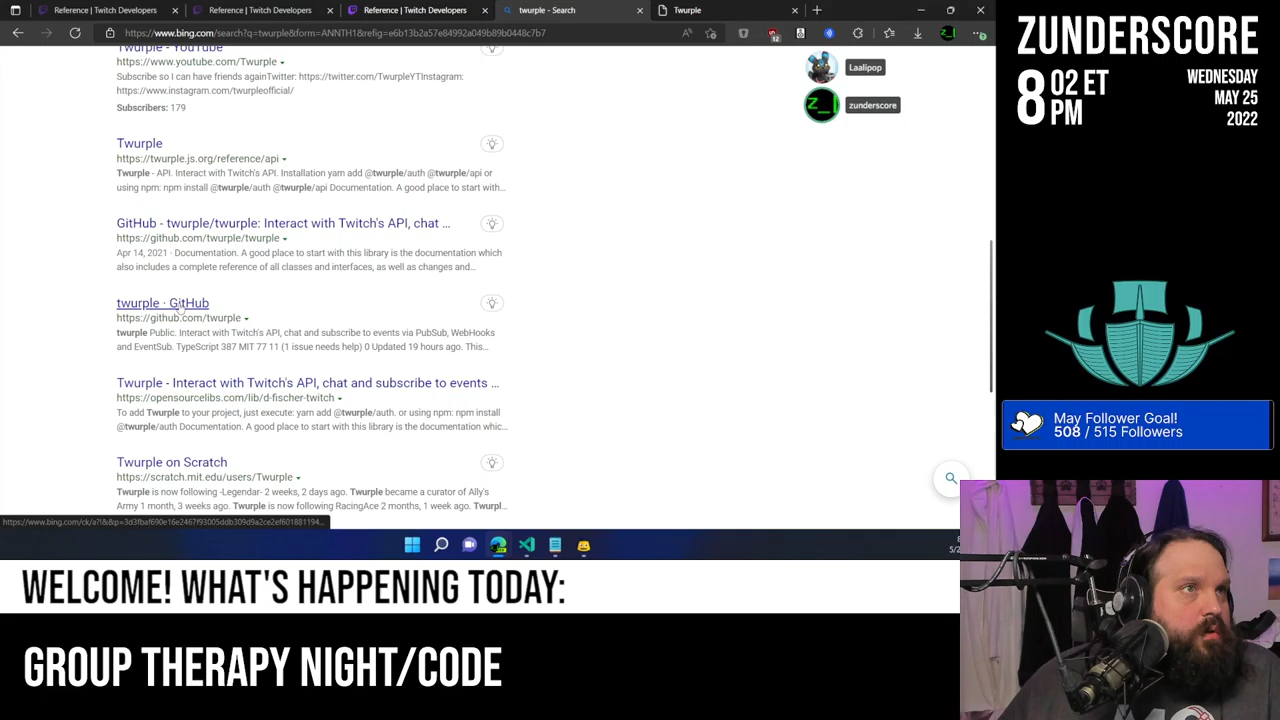 Reference | Twitch Developers
Reference | Twitch Developers
Reference | Twitch Developers
twurple - Search
Twurple
https://www.bing.com/search?q=twurple&form=ANNTH1&refig=e6b13b2a57e84992a049b89b0448c7b7
12
Twurple - YouTube
https://www.youtube.com/Twurple
Subscribe so I can have friends againTwitter: https://twitter.com/TwurpleYTInstagram:
https://www.instagram.com/twurpleofficial/
Subscribers: 179
Twurple
https://twurple.js.org/reference/api
Twurple - API. Interact with Twitch's API. Installation yarn add @twurple/auth @twurple/api or
using npm: npm install @twurple/auth @twurple/api Documentation. A good place to start with…
GitHub - twurple/twurple: Interact with Twitch's API, chat ...
https://github.com/twurple/twurple
Apr 14, 2021 · Documentation. A good place to start with this library is the documentation which
also includes a complete reference of all classes and interfaces, as well as changes and…
twurple · GitHub
https://github.com/twurple
twurple Public. Interact with Twitch's API, chat and subscribe to events via PubSub, WebHooks
and EventSub. TypeScript 387 MIT 77 11 (1 issue needs help) 0 Updated 19 hours ago. This…
Twurple - Interact with Twitch's API, chat and subscribe to events ...
https://opensourcelibs.com/lib/d-fischer-twitch
To add Twurple to your project, just execute: yarn add @twurple/auth. or using npm: npm install
@twurple/auth Documentation. A good place to start with this library is the documentation whic…
Twurple on Scratch
https://scratch.mit.edu/users/Twurple
Twurple is now following -Legendar- 2 weeks, 2 days ago. Twurple became a curator of Ally's
Army 1 month, 3 weeks ago. Twurple is now following RacingAce 2 months, 1 week ago. Twurpl…
Laalipop
z_|
zunderscore
ZUNDERSCORE
8 02 ET
PM
WEDNESDAY
MAY 25
2022
May Follower Goal!
508 / 515 Followers
WELCOME! WHAT'S HAPPENING TODAY:
GROUP THERAPY NIGHT/CODE